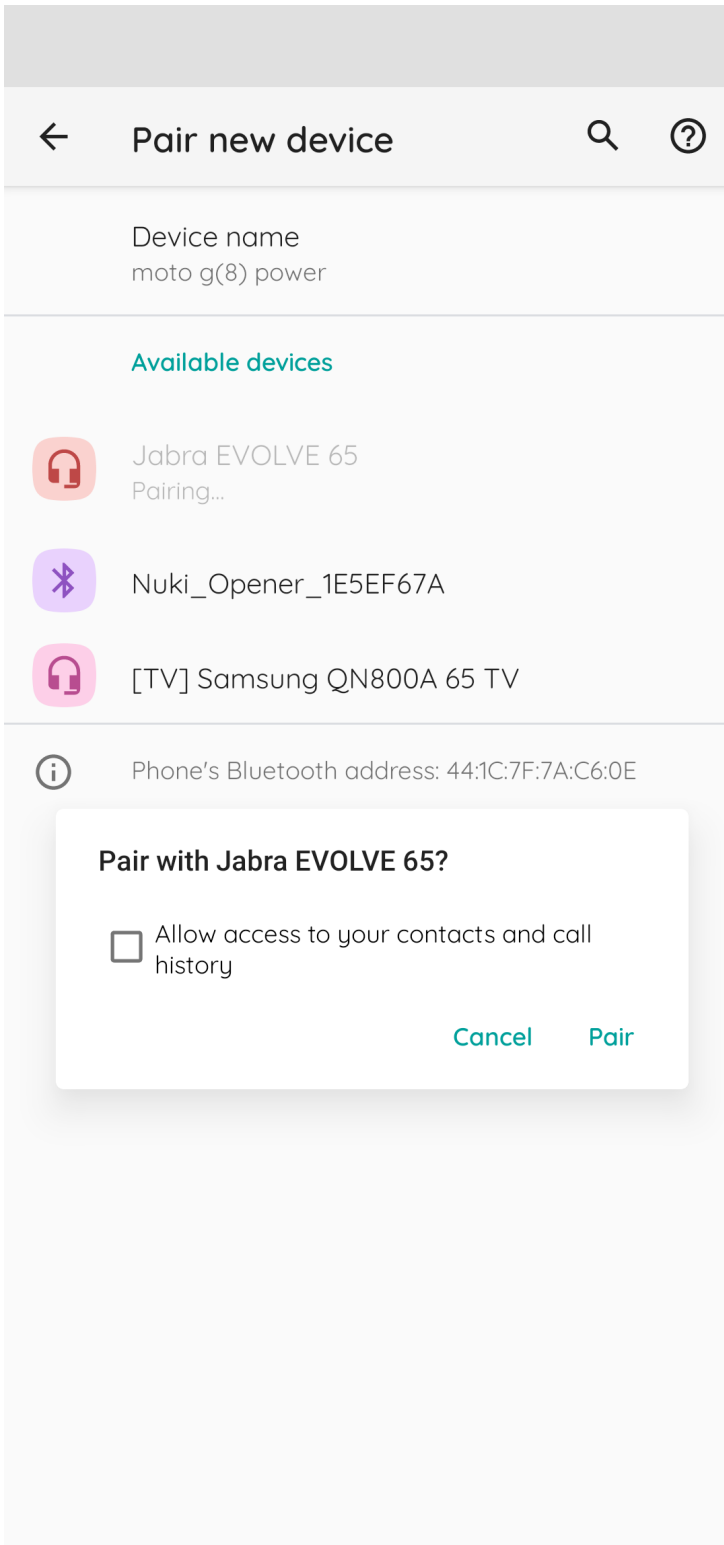 Pair new device
Device name
moto g(8) power
Available devices
Jabra EVOLVE 65
Pairing...
Nuki_Opener_1E5EF67A
[TV] Samsung QN800A 65 TV
Phone's Bluetooth address: 44:1C:7F:7A:C6:0E
Pair with Jabra EVOLVE 65?
Allow access to your contacts and call
history
Cancel Pair